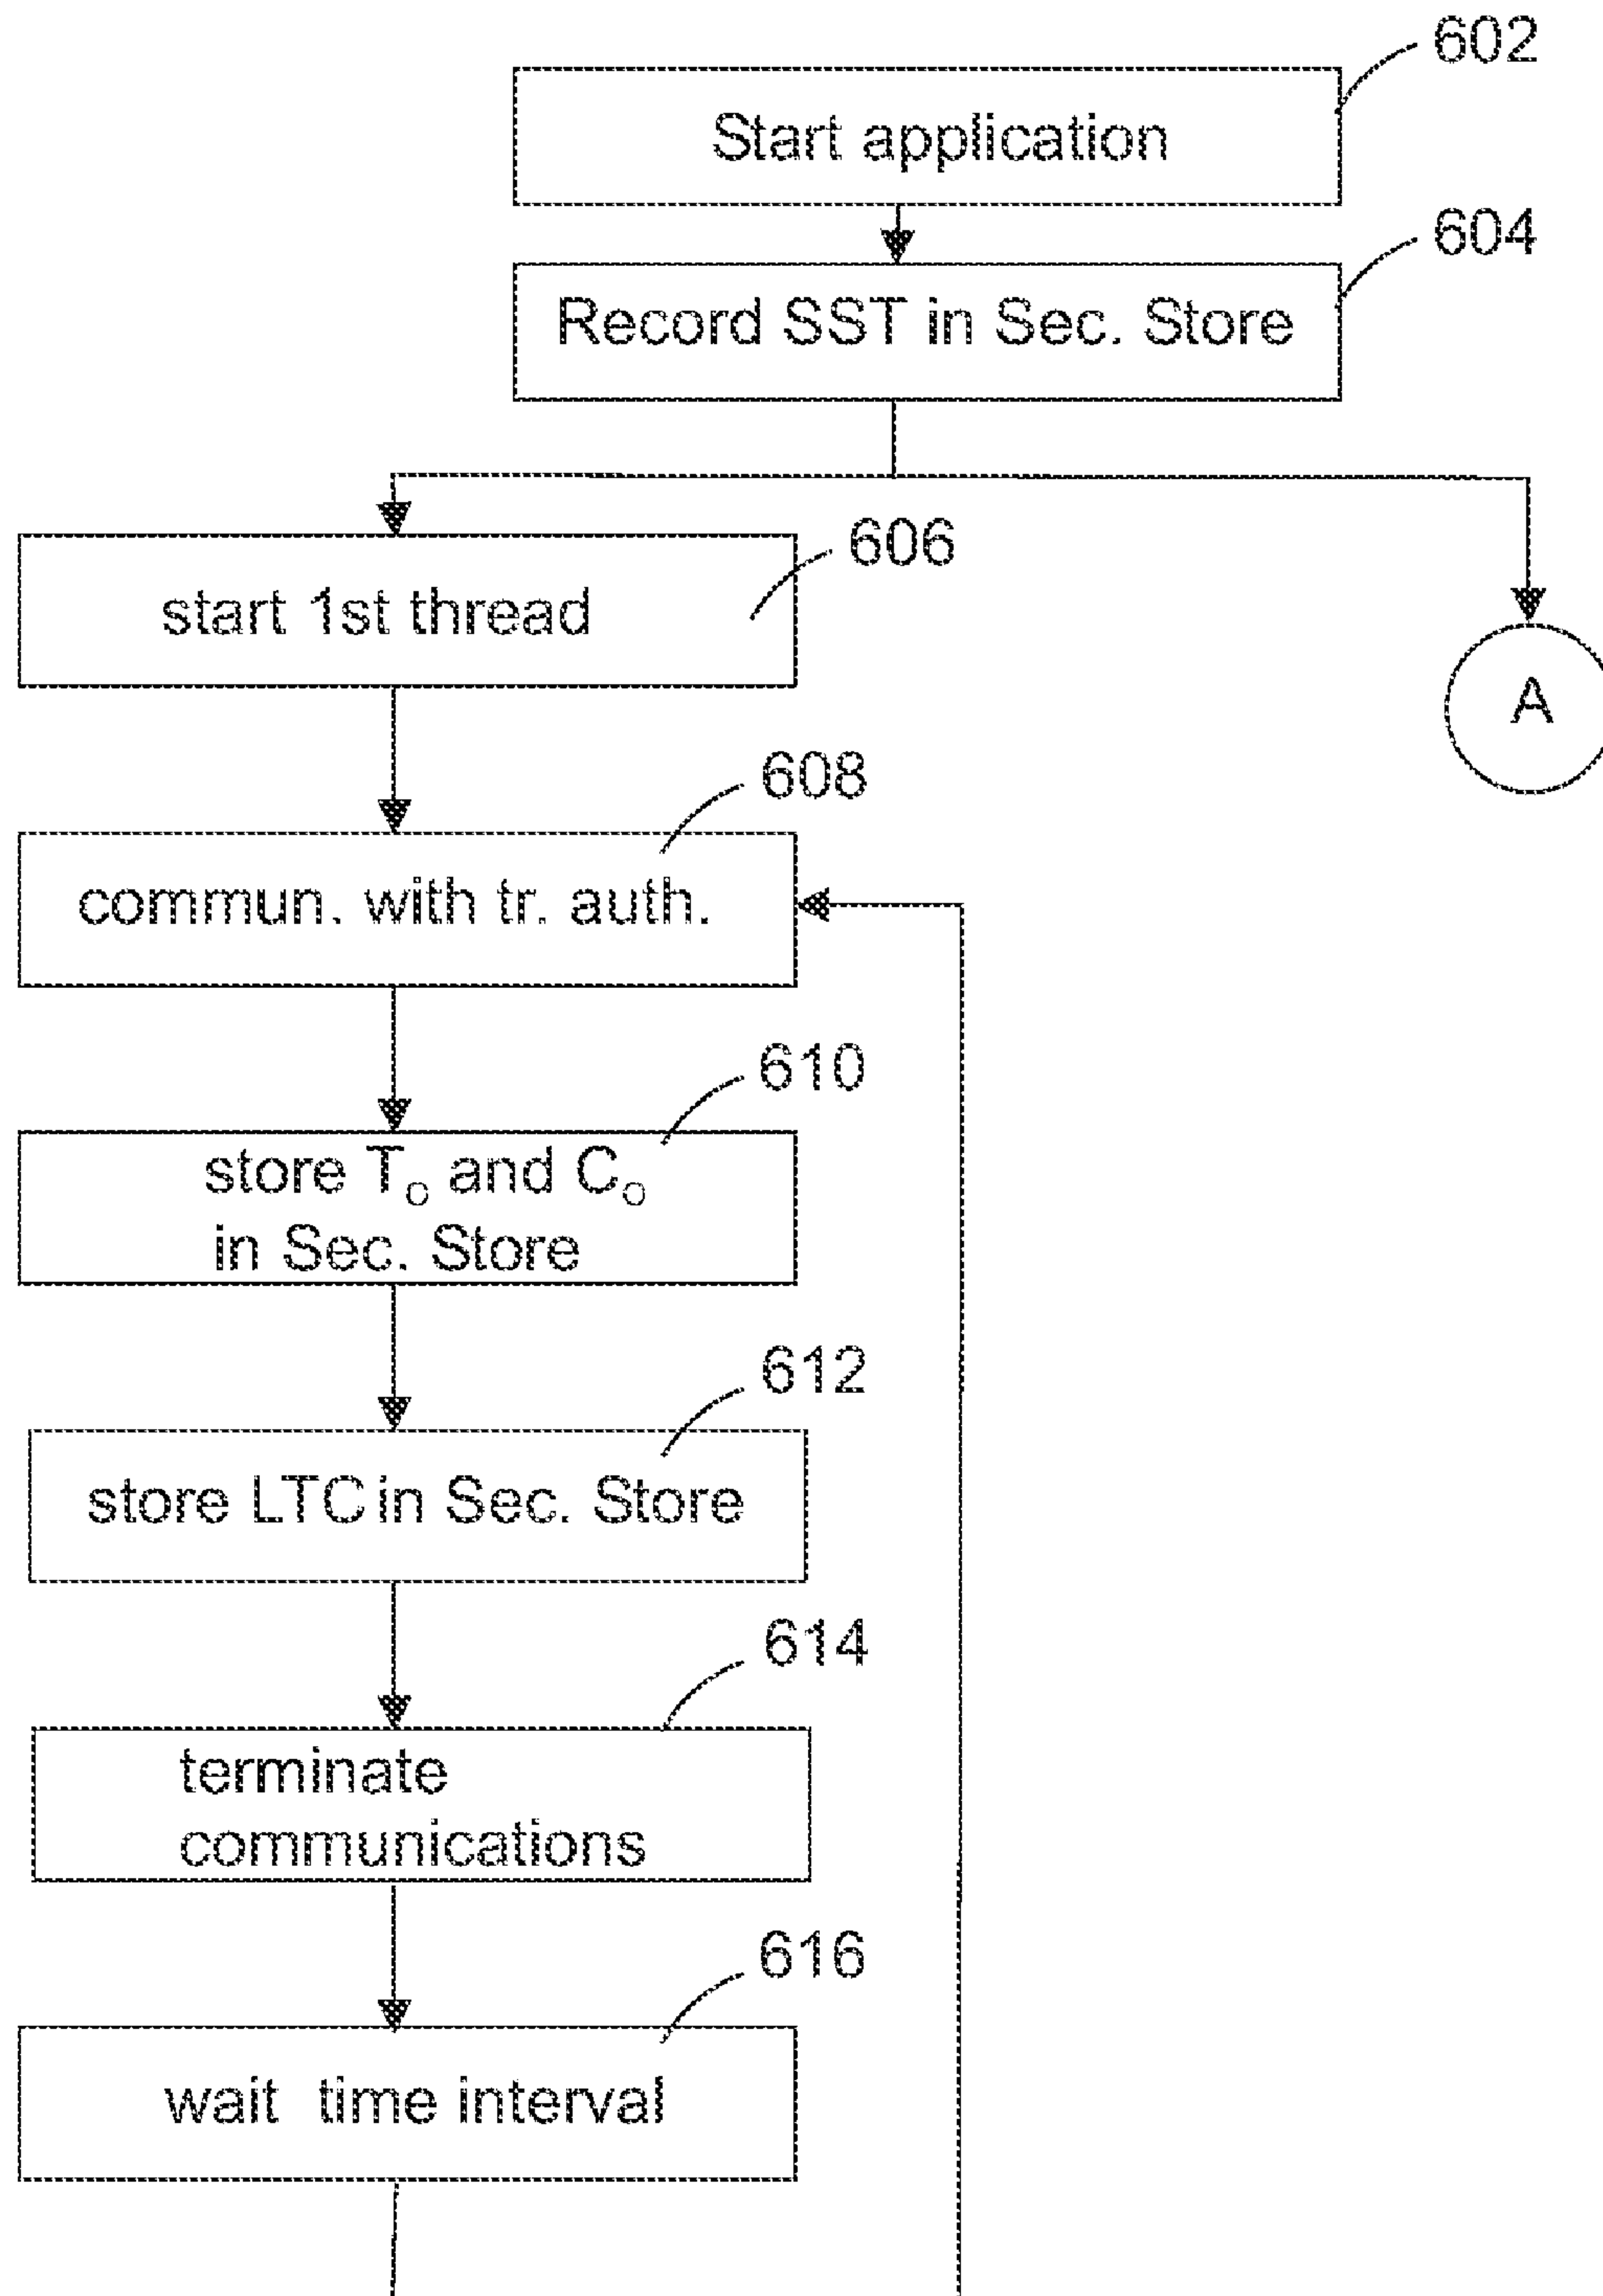 602
Start application
604
Record SST in Sec. Store
606
start 1st thread
A
608
commun. with tr. auth.
610
store Tₒ and Cₒ
in Sec. Store
612
store LTC in Sec. Store
614
terminate
communications
616
wait time interval